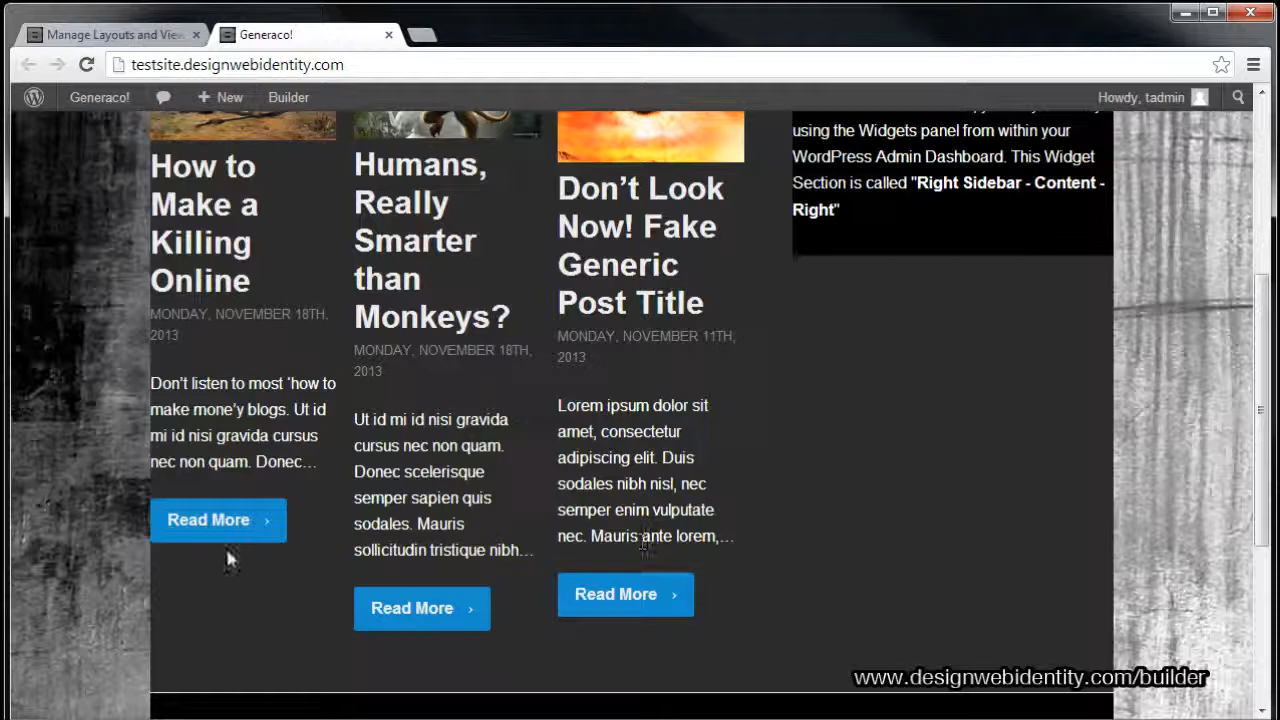 Manage Layouts and View
Generaco!
testsite.designwebidentity.com
Generaco!
New
Builder
Howdy, tadmin
How to
Make a
Killing
Online
MONDAY, NOVEMBER 18TH,
2013
Don't listen to most 'how to
make mone'y blogs. Ut id
mi id nisi gravida cursus
nec non quam. Donec…
Read More ›
Humans,
Really
Smarter
than
Monkeys?
MONDAY, NOVEMBER 18TH,
2013
Ut id mi id nisi gravida
cursus nec non quam.
Donec scelerisque
semper sapien quis
sodales. Mauris
sollicitudin tristique nibh…
Read More ›
Don’t Look
Now! Fake
Generic
Post Title
MONDAY, NOVEMBER 11TH,
2013
Lorem ipsum dolor sit
amet, consectetur
adipiscing elit. Duis
sodales nibh nisl, nec
semper enim vulputate
nec. Mauris ante lorem,…
Read More ›
using the Widgets panel from within your
WordPress Admin Dashboard. This Widget
Section is called "Right Sidebar - Content -
Right"
www.designwebidentity.com/builder